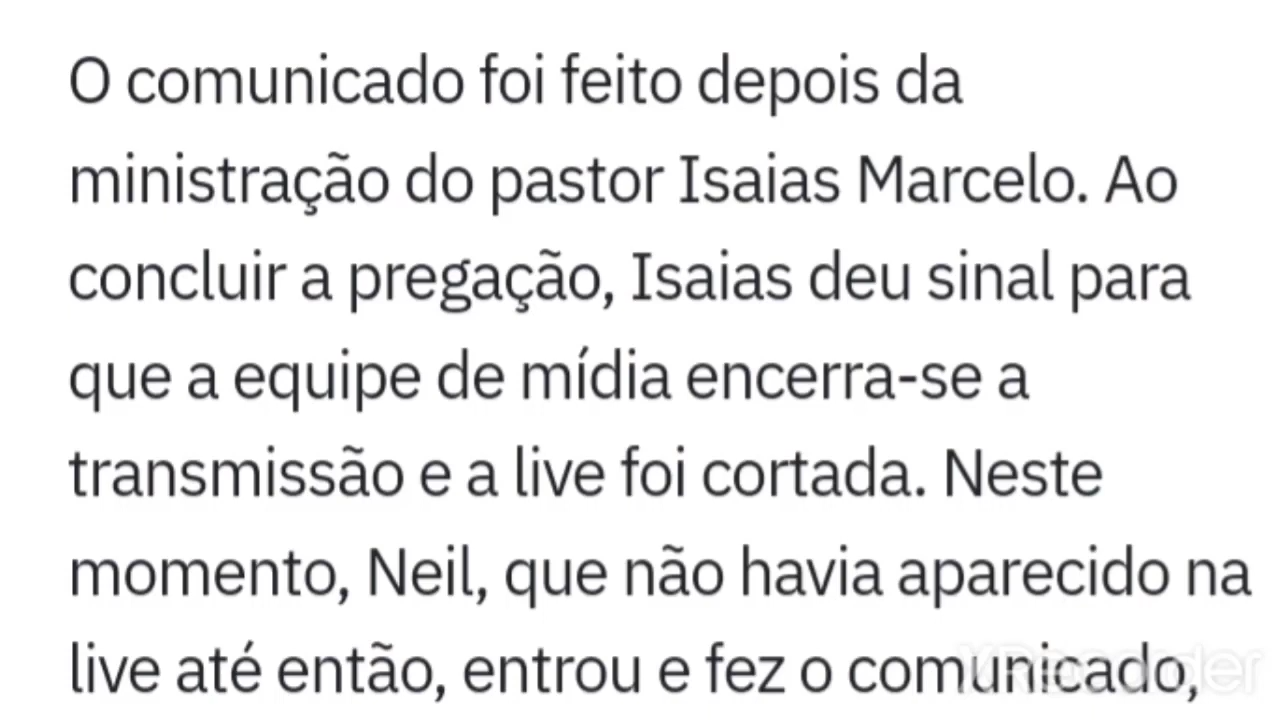 O comunicado foi feito depois da
ministração do pastor Isaias Marcelo. Ao
concluir a pregação, Isaias deu sinal para
que a equipe de mídia encerra-se a
transmissão e a live foi cortada. Neste
momento, Neil, que não havia aparecido na
live até então, entrou e fez o comunicado,
XRecorder